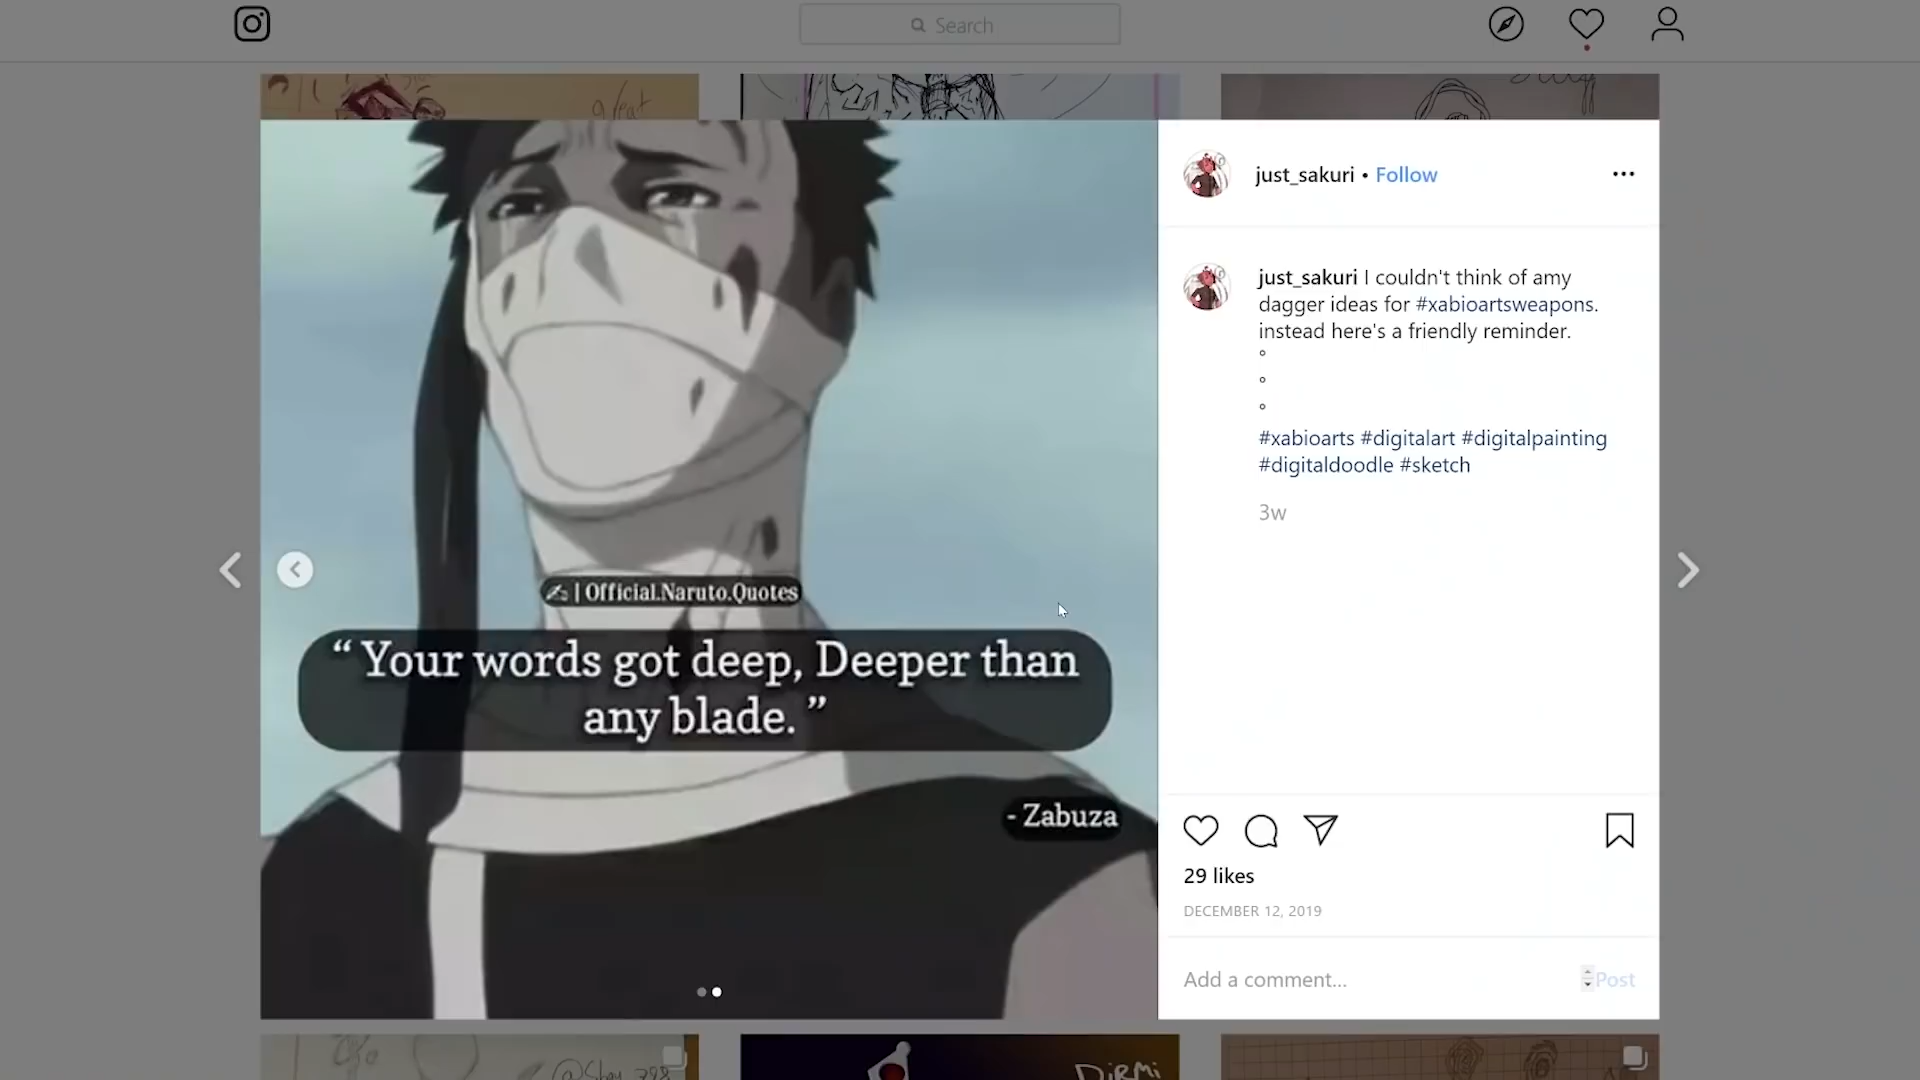 Search
great
just_sakuri • Follow
just_sakuri I couldn't think of amy
dagger ideas for #xabioartsweapons.
instead here's a friendly reminder.
°
°
°
#xabioarts #digitalart #digitalpainting
#digitaldoodle #sketch
3w
✍ | Official.Naruto.Quotes
“ Your words got deep, Deeper than
any blade. ”
- Zabuza
29 likes
DECEMBER 12, 2019
Add a comment...
Post
DiRMi